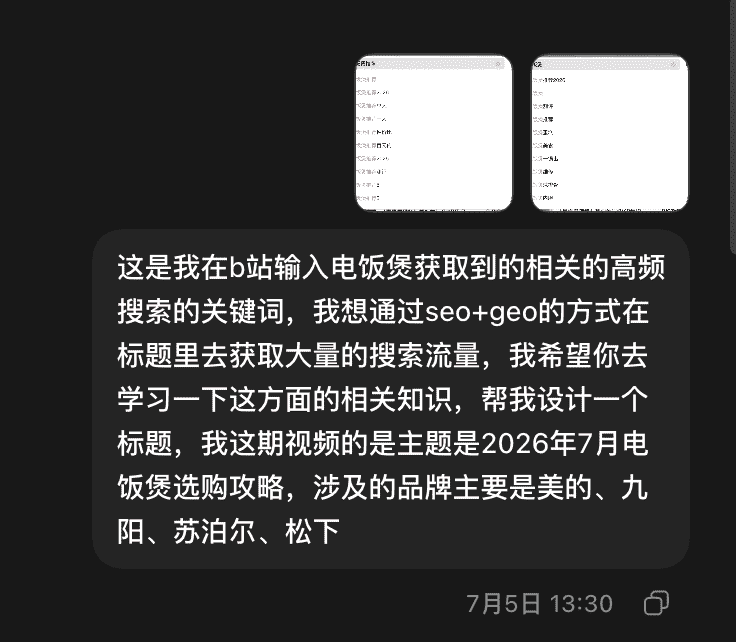 这是我在b站输入电饭煲获取到的相关的高频
搜索的关键词，我想通过seo+geo的方式在
标题里去获取大量的搜索流量，我希望你去
学习一下这方面的相关知识，帮我设计一个
标题，我这期视频的是主题是2026年7月电
饭煲选购攻略，涉及的品牌主要是美的、九
阳、苏泊尔、松下
7月5日 13:30